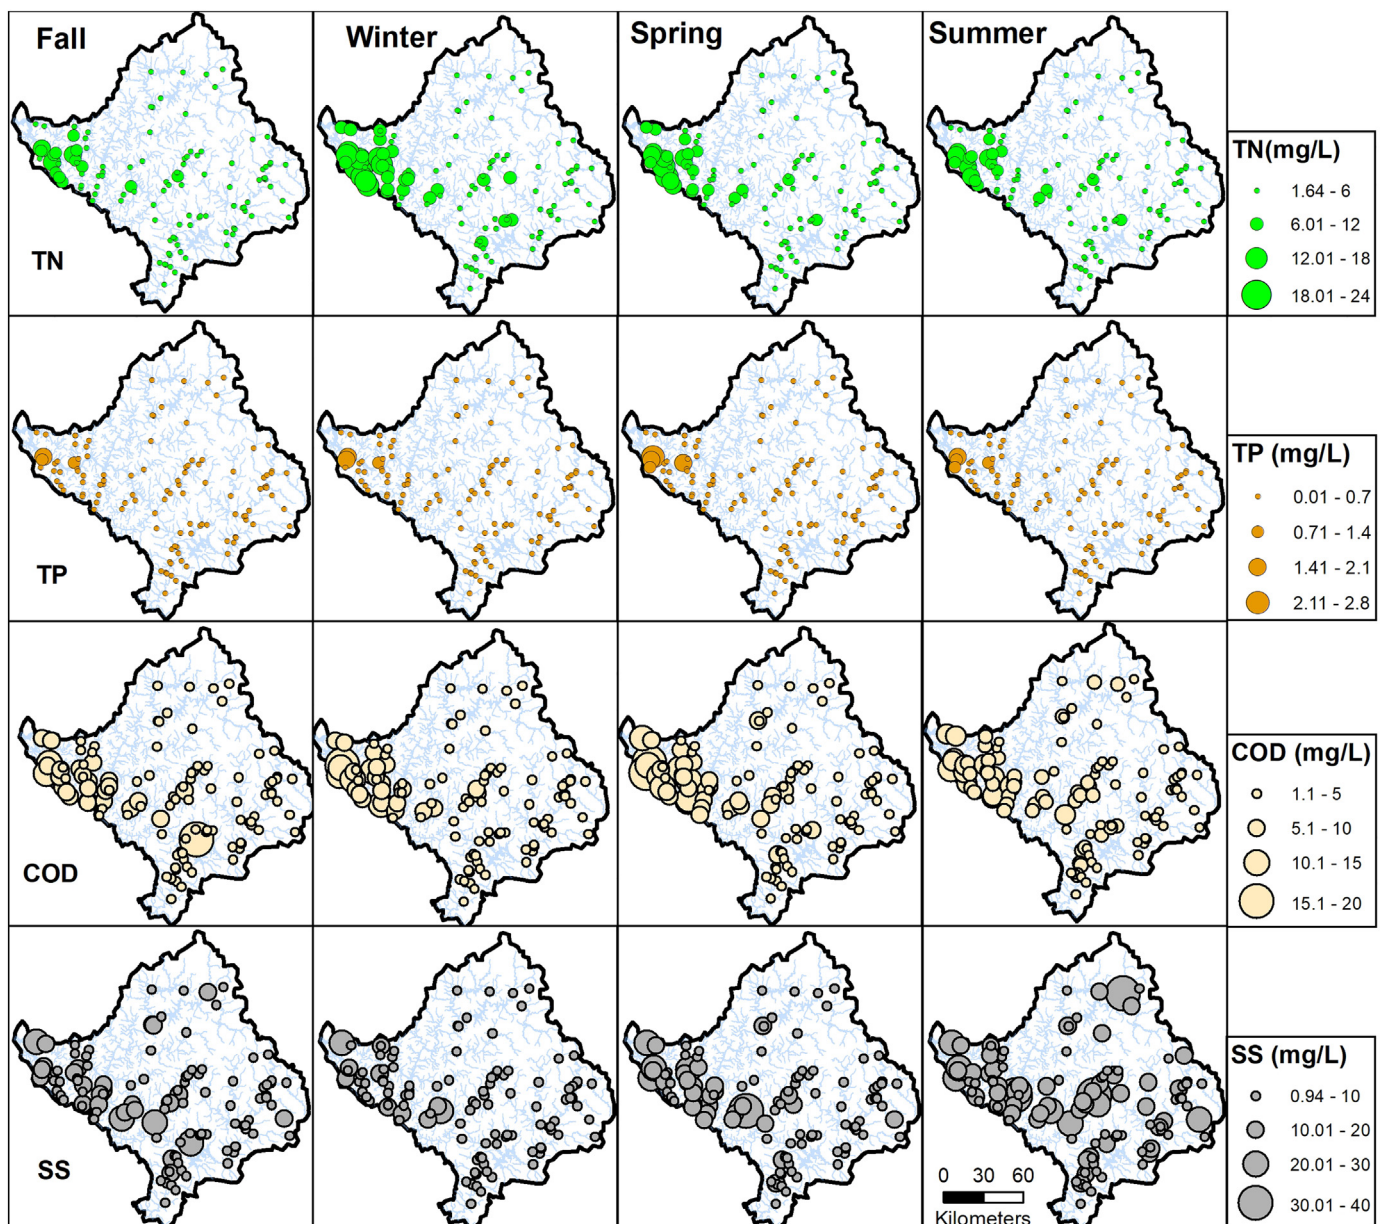 Fall
Winter
Spring
Summer
TN
TN(mg/L)
1.64 - 6
6.01 - 12
12.01 - 18
18.01 - 24
TP
TP (mg/L)
0.01 - 0.7
0.71 - 1.4
1.41 - 2.1
2.11 - 2.8
COD
COD (mg/L)
1.1 - 5
5.1 - 10
10.1 - 15
15.1 - 20
SS
0 30 60
Kilometers
SS (mg/L)
0.94 - 10
10.01 - 20
20.01 - 30
30.01 - 40